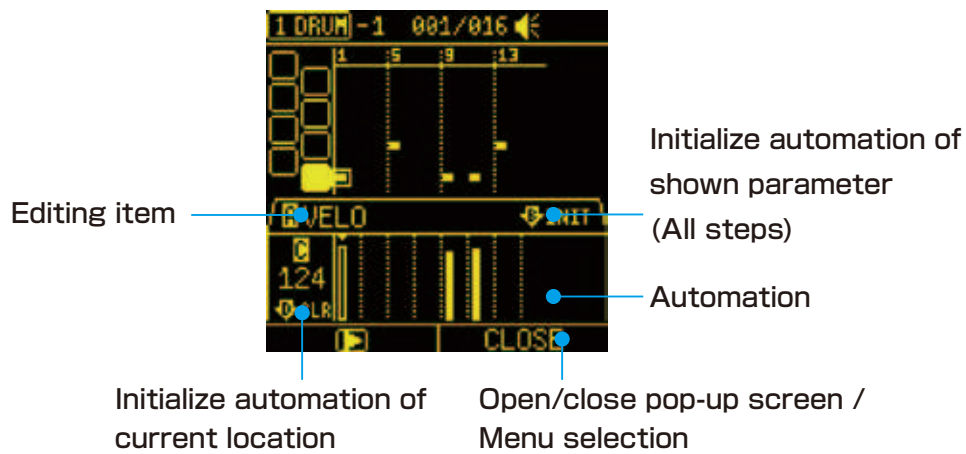 1 DRUM -1 001/016
1 5 9 13
Initialize automation of
shown parameter
(All steps)
Editing item
VELO INIT
C
124
CLR
Automation
CLOSE
Initialize automation of
current location
Open/close pop-up screen /
Menu selection